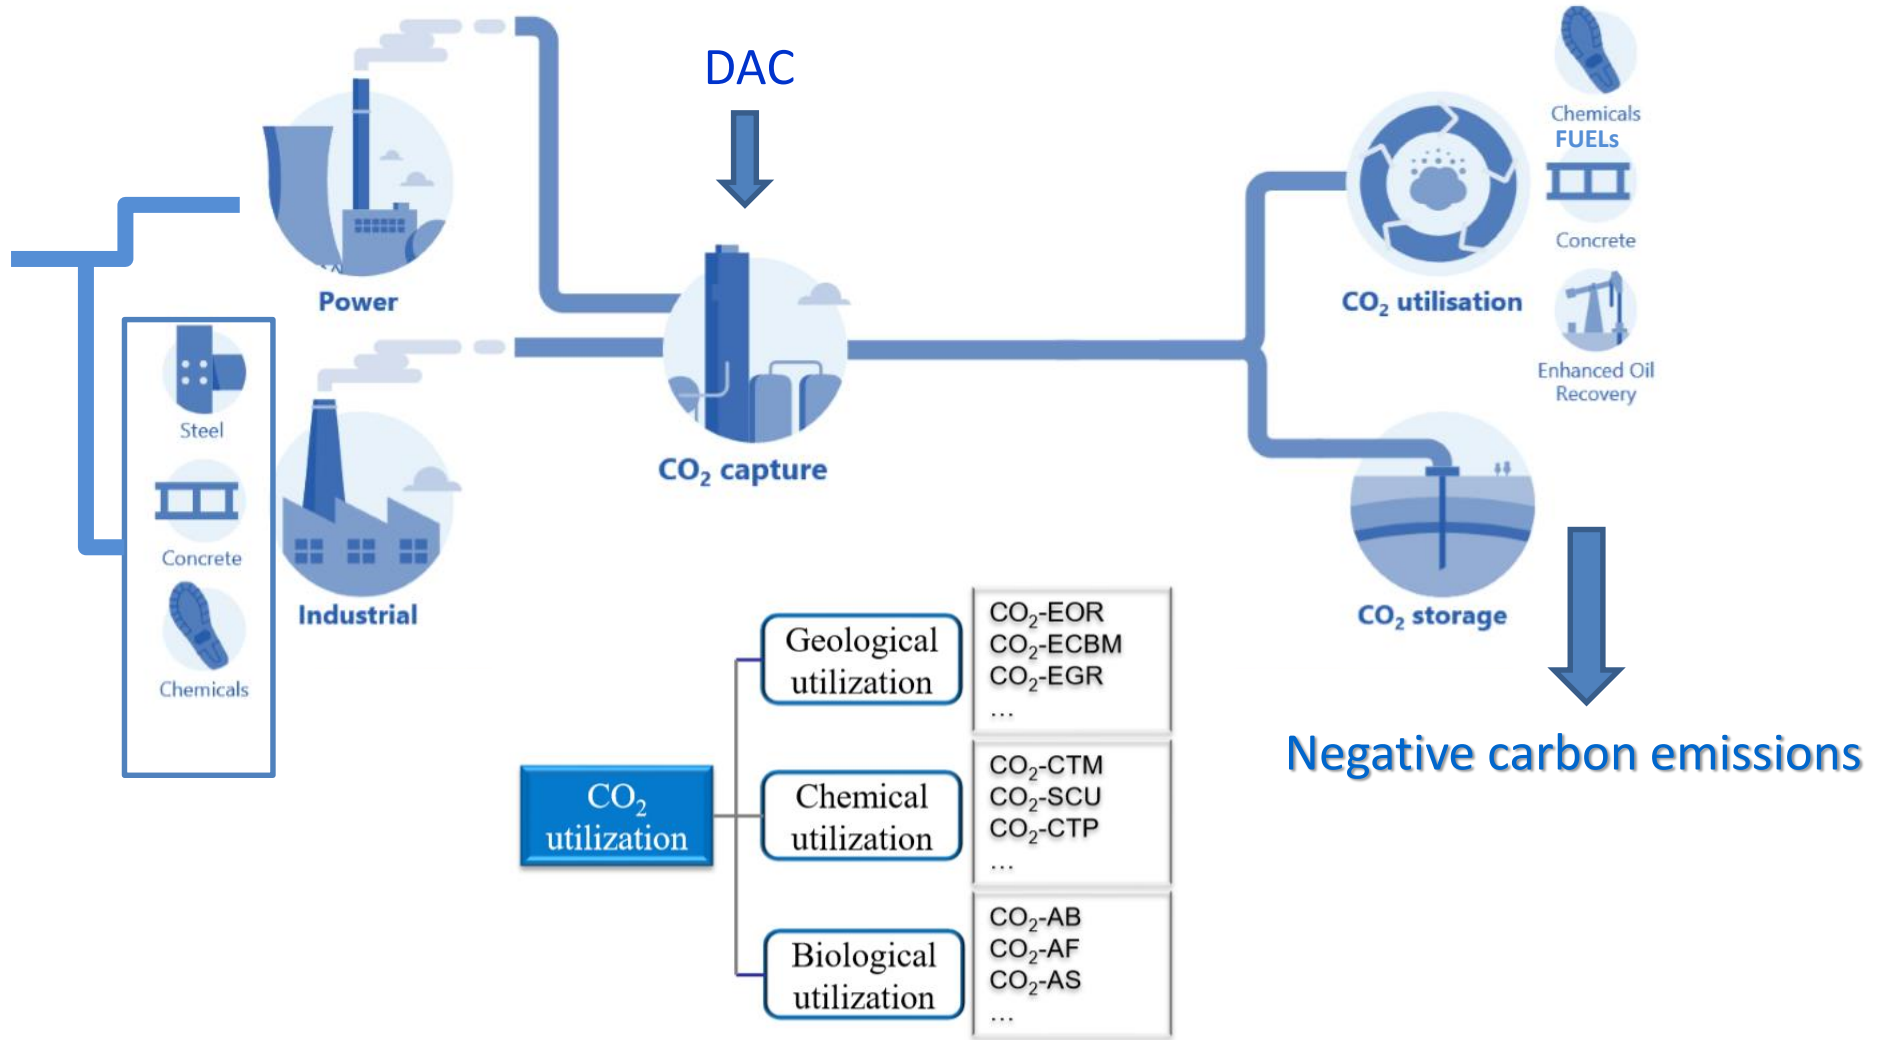 DAC
Power
Steel
Concrete
Chemicals
Industrial
CO₂ capture
CO₂ utilisation
Chemicals
FUELs
Concrete
Enhanced Oil
Recovery
CO₂ storage
Negative carbon emissions
CO₂
utilization
Geological
utilization
CO₂-EOR
CO₂-ECBM
CO₂-EGR
...
Chemical
utilization
CO₂-CTM
CO₂-SCU
CO₂-CTP
...
Biological
utilization
CO₂-AB
CO₂-AF
CO₂-AS
...